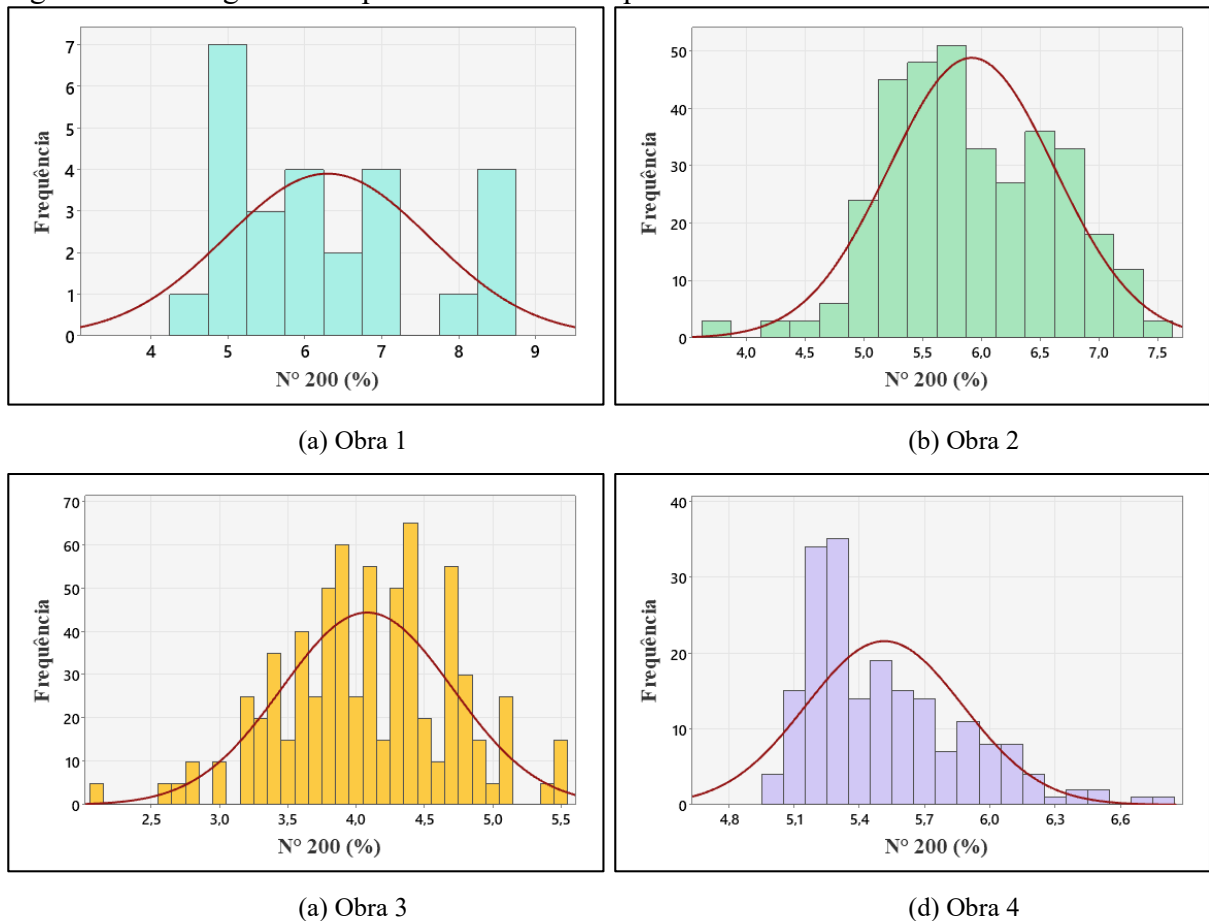 7
6
5
4
3
2
1
0
Frequência
4 5 6 7 8 9
N° 200 (%)
(a) Obra 1
50
40
30
20
10
0
Frequência
4,0 4,5 5,0 5,5 6,0 6,5 7,0 7,5
N° 200 (%)
(b) Obra 2
70
60
50
40
30
20
10
0
Frequência
2,5 3,0 3,5 4,0 4,5 5,0 5,5
N° 200 (%)
(a) Obra 3
40
30
20
10
0
Frequência
4,8 5,1 5,4 5,7 6,0 6,3 6,6
N° 200 (%)
(d) Obra 4